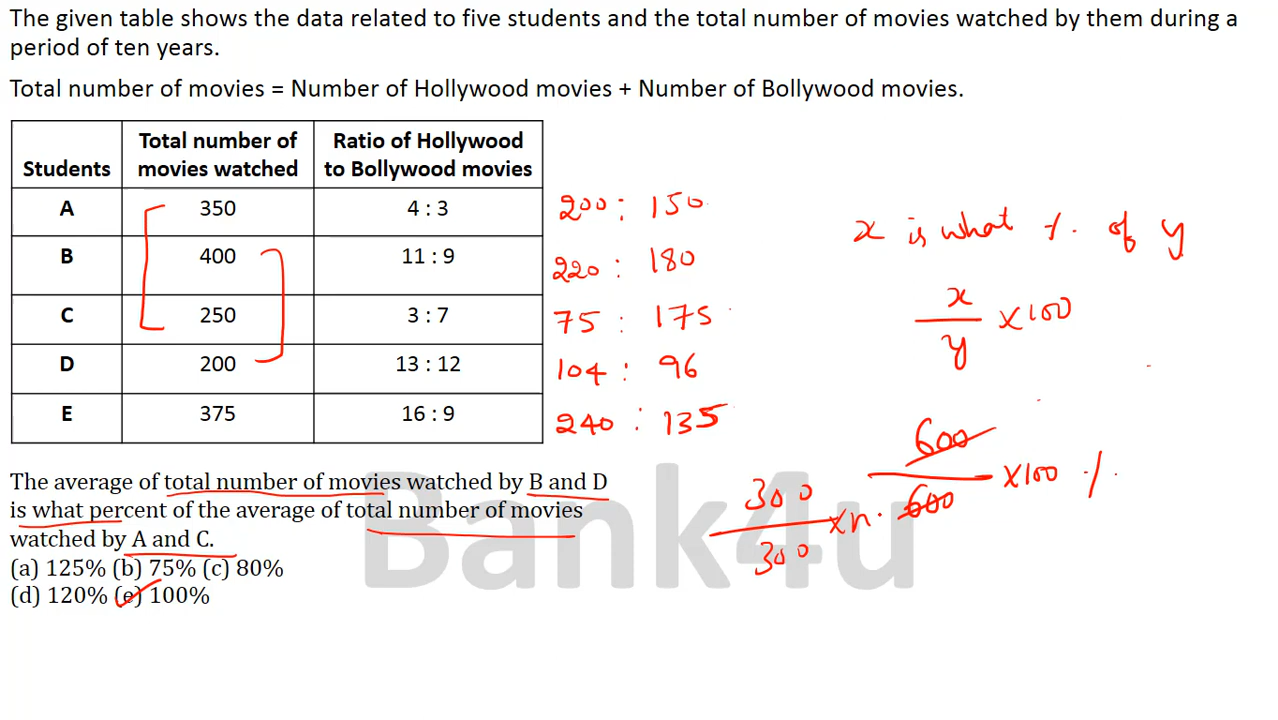 The given table shows the data related to five students and the total number of movies watched by them during a
period of ten years.
Total number of movies = Number of Hollywood movies + Number of Bollywood movies.
Students Total number of movies watched Ratio of Hollywood to Bollywood movies
A 350 4 : 3 200 : 150
B 400 11 : 9 220 : 180
C 250 3 : 7 75 : 175
D 200 13 : 12 104 : 96
E 375 16 : 9 240 : 135
x is what % of y
x/y × 100
600/600 × 100 %
300/300 × n
The average of total number of movies watched by B and D
is what percent of the average of total number of movies
watched by A and C.
(a) 125% (b) 75% (c) 80%
(d) 120% (e) 100%
Bank4u